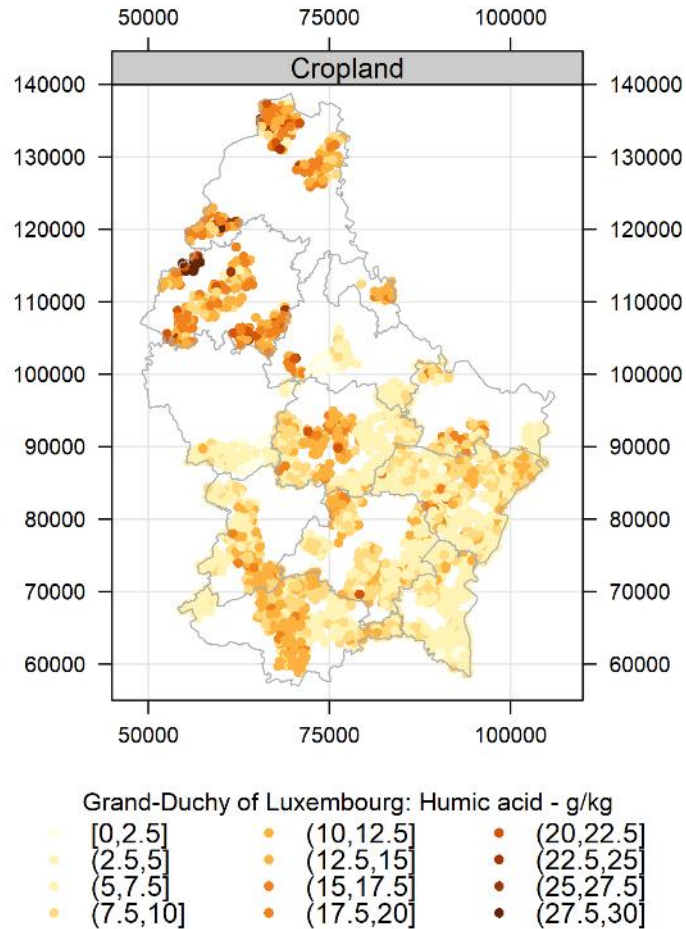 50000 75000 100000
Cropland
140000 140000
130000 130000
120000 120000
110000 110000
100000 100000
90000 90000
80000 80000
70000 70000
60000 60000
50000 75000 100000
Grand-Duchy of Luxembourg: Humic acid - g/kg
[0,2.5] (10,12.5] (20,22.5]
(2.5,5] (12.5,15] (22.5,25]
(5,7.5] (15,17.5] (25,27.5]
(7.5,10] (17.5,20] (27.5,30]